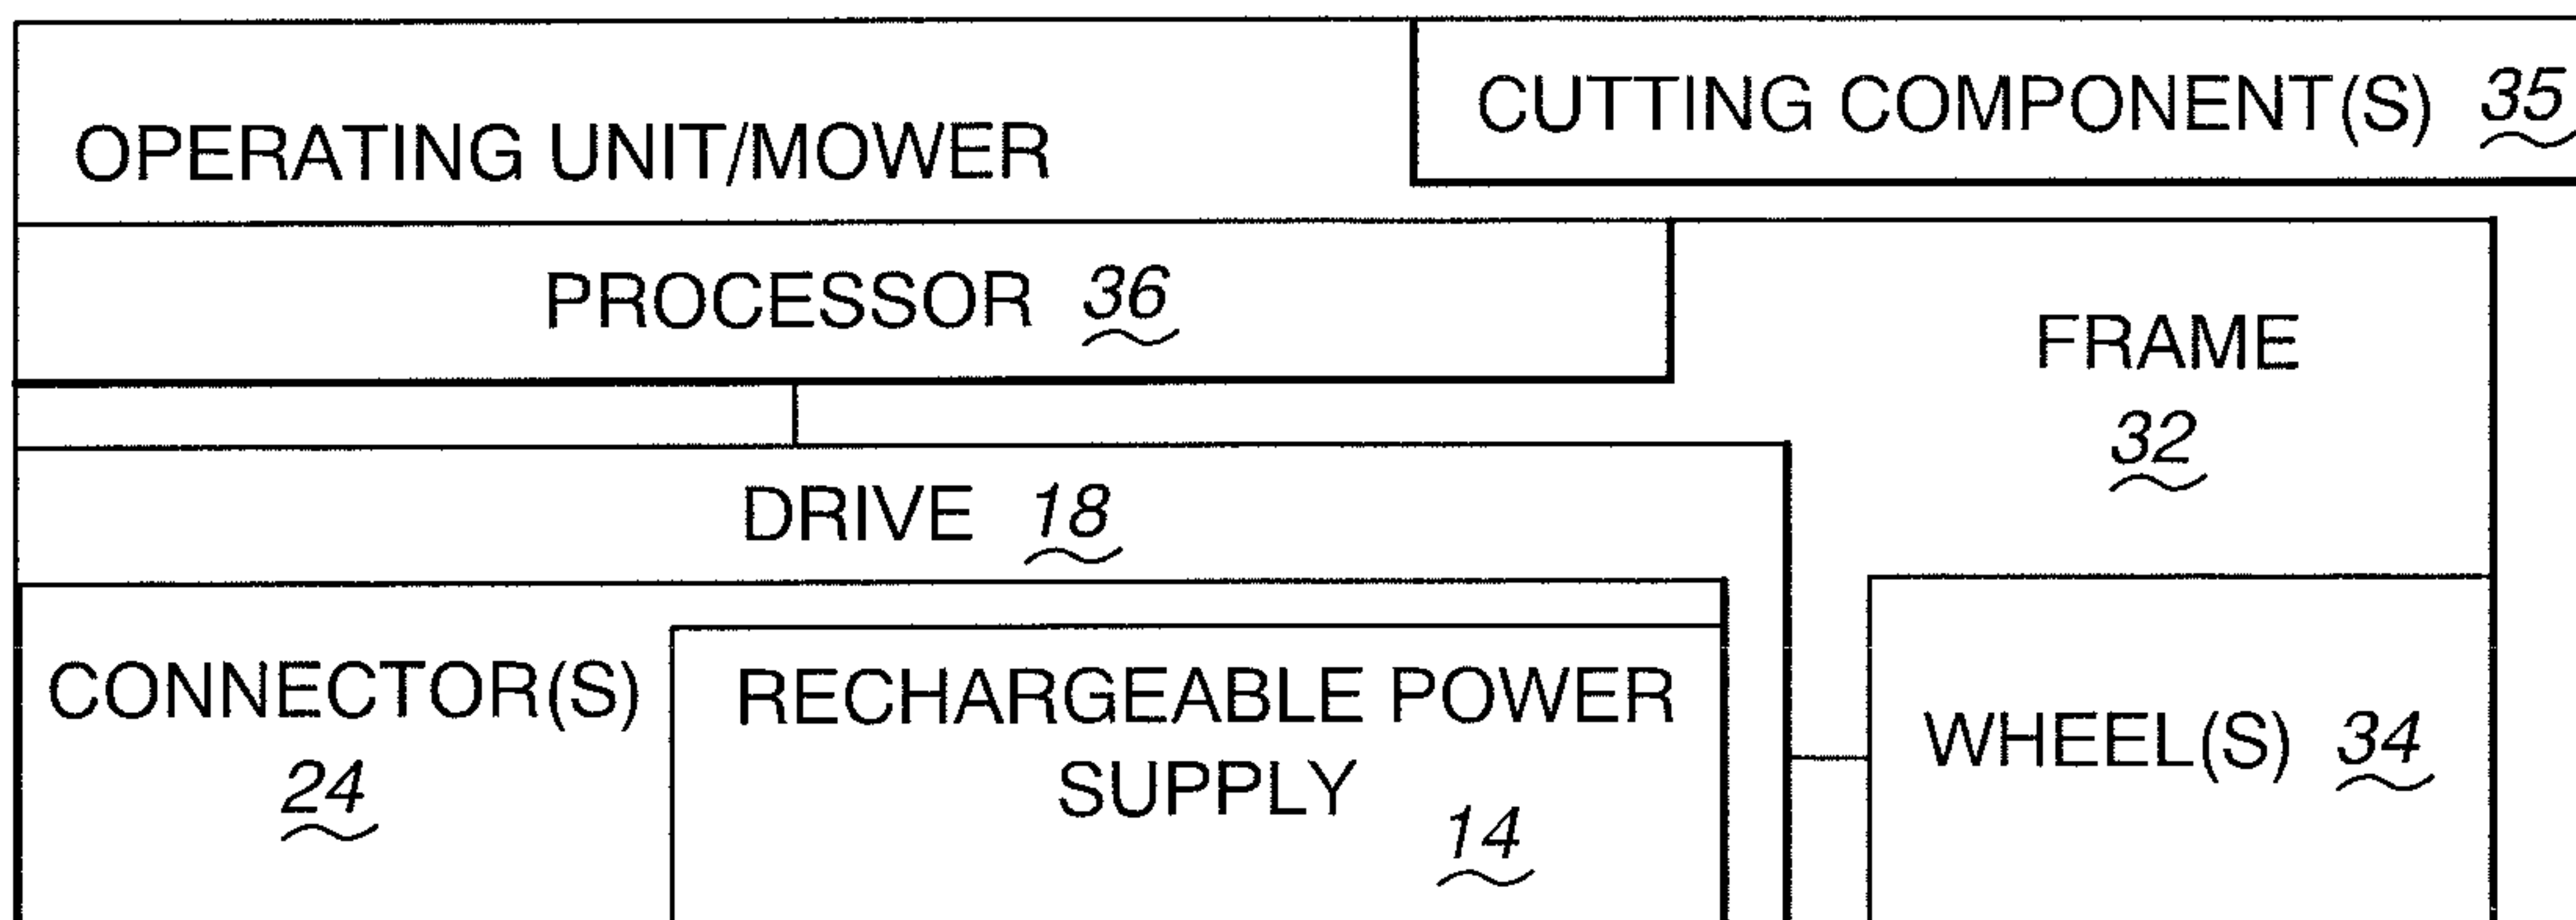 OPERATING UNIT/MOWER
CUTTING COMPONENT(S) 35
PROCESSOR 36
FRAME
32
DRIVE 18
CONNECTOR(S)
24
RECHARGEABLE POWER
SUPPLY
14
WHEEL(S) 34